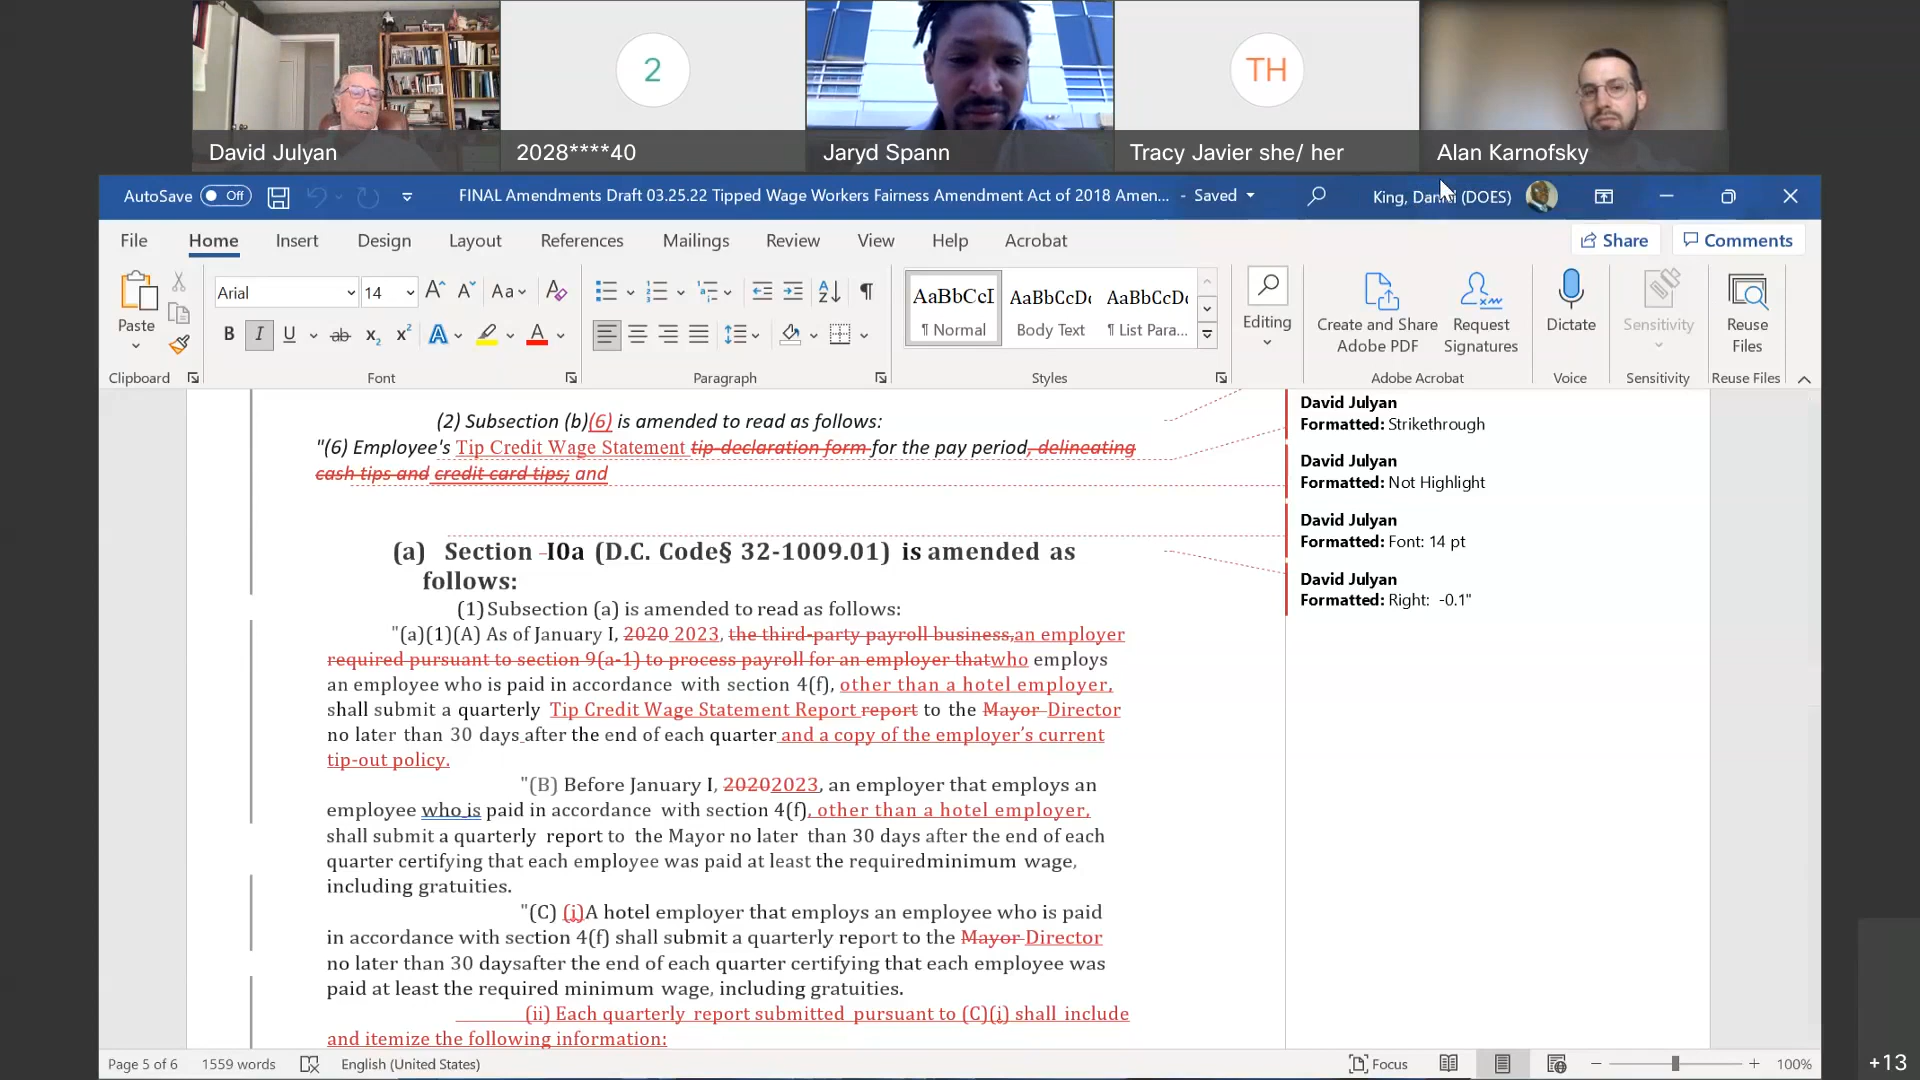 2
TH
David Julyan
2028****40
Jaryd Spann
Tracy Javier she/ her
Alan Karnofsky
AutoSave Off
FINAL Amendments Draft 03.25.22 Tipped Wage Workers Fairness Amendment Act of 2018 Amen... - Saved
(DOES)
File Home Insert Design Layout References Mailings Review View Help Acrobat
Share Comments
Arial 14
Paste
Clipboard
Font
Paragraph
AaBbCcI AaBbCcDc AaBbCcDc
¶ Normal Body Text ¶ List Para...
Styles
Editing
Create and Share Adobe PDF
Request Signatures
Adobe Acrobat
Dictate
Voice
Sensitivity
Sensitivity
Reuse Files
Reuse Files
(2) Subsection (b)(6) is amended to read as follows:
"(6) Employee's Tip Credit Wage Statement tip-declaration form for the pay period, delineating
cash tips and credit card tips; and
(a) Section -I0a (D.C. Code§ 32-1009.01) is amended as
follows:
(1)Subsection (a) is amended to read as follows:
"(a)(1)(A) As of January I, 2020 2023, the third-party payroll business,an employer
required pursuant to section 9(a-1) to process payroll for an employer thatwho employs
an employee who is paid in accordance with section 4(f), other than a hotel employer,
shall submit a quarterly Tip Credit Wage Statement Report report to the Mayor Director
no later than 30 days after the end of each quarter and a copy of the employer's current
tip-out policy.
"(B) Before January I, 20202023, an employer that employs an
employee who is paid in accordance with section 4(f), other than a hotel employer,
shall submit a quarterly report to the Mayor no later than 30 days after the end of each
quarter certifying that each employee was paid at least the requiredminimum wage,
including gratuities.
"(C) (i)A hotel employer that employs an employee who is paid
in accordance with section 4(f) shall submit a quarterly report to the Mayor Director
no later than 30 daysafter the end of each quarter certifying that each employee was
paid at least the required minimum wage, including gratuities.
(ii) Each quarterly report submitted pursuant to (C)(i) shall include
and itemize the following information:
David Julyan
Formatted: Strikethrough
David Julyan
Formatted: Not Highlight
David Julyan
Formatted: Font: 14 pt
David Julyan
Formatted: Right: -0.1"
Page 5 of 6 1559 words English (United States) Focus 100%
+13